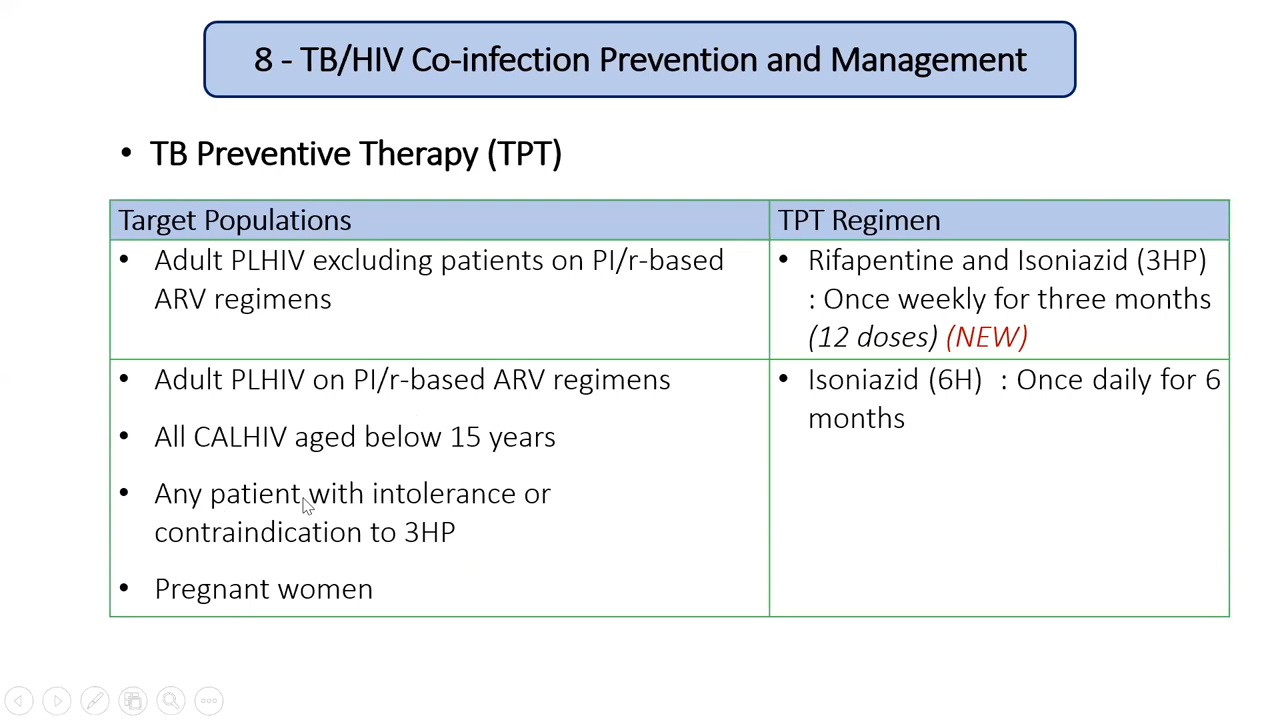 8 - TB/HIV Co-infection Prevention and Management
• TB Preventive Therapy (TPT)
Target Populations
TPT Regimen
• Adult PLHIV excluding patients on PI/r-based
ARV regimens
• Rifapentine and Isoniazid (3HP)
: Once weekly for three months
(12 doses) (NEW)
• Adult PLHIV on PI/r-based ARV regimens
• All CALHIV aged below 15 years
• Any patient with intolerance or
contraindication to 3HP
• Pregnant women
• Isoniazid (6H) : Once daily for 6
months